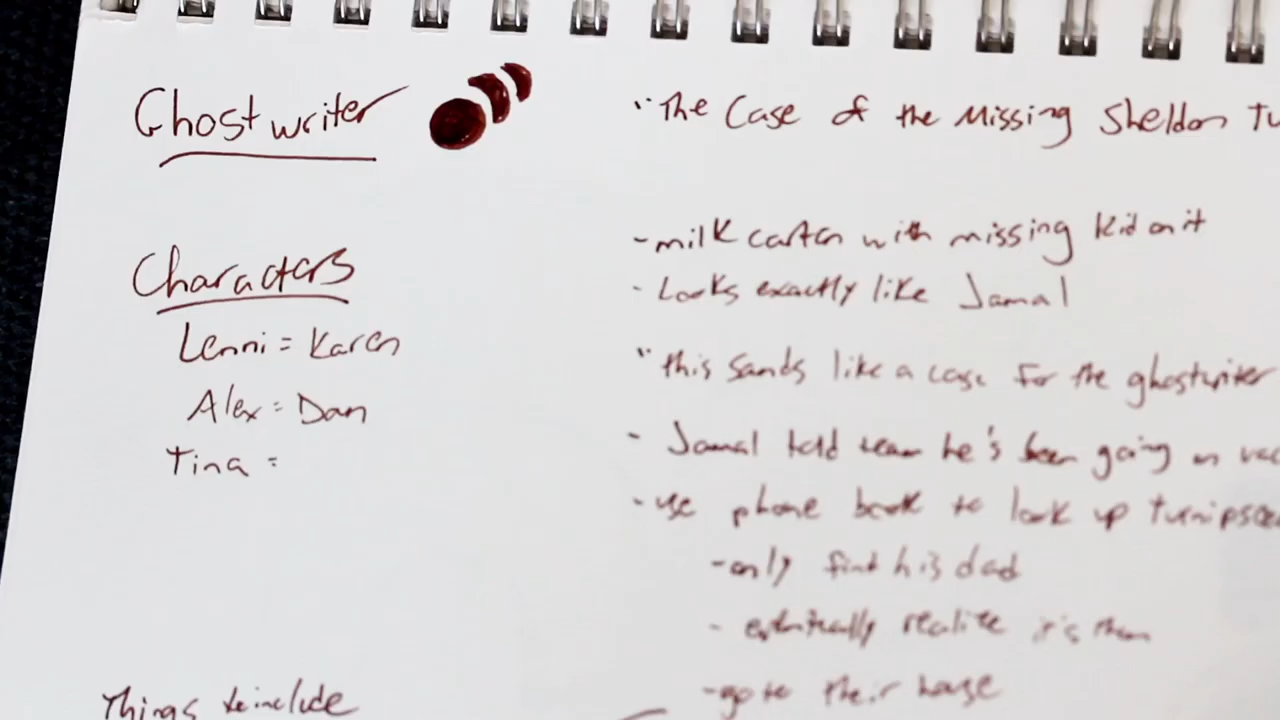 Ghostwriter
Characters
Lenni = Karen
Alex = Dan
Tina =
Things to include
"The Case of the Missing Sheldon Tu
- milk carton with missing kid on it
- Looks exactly like Jamal
"this sounds like a case for the ghostwriter
- Jamal told team he's been going on vac
- use phone book to look up turnipsee
- only find his dad
- eventually realize it's them
- go to their house